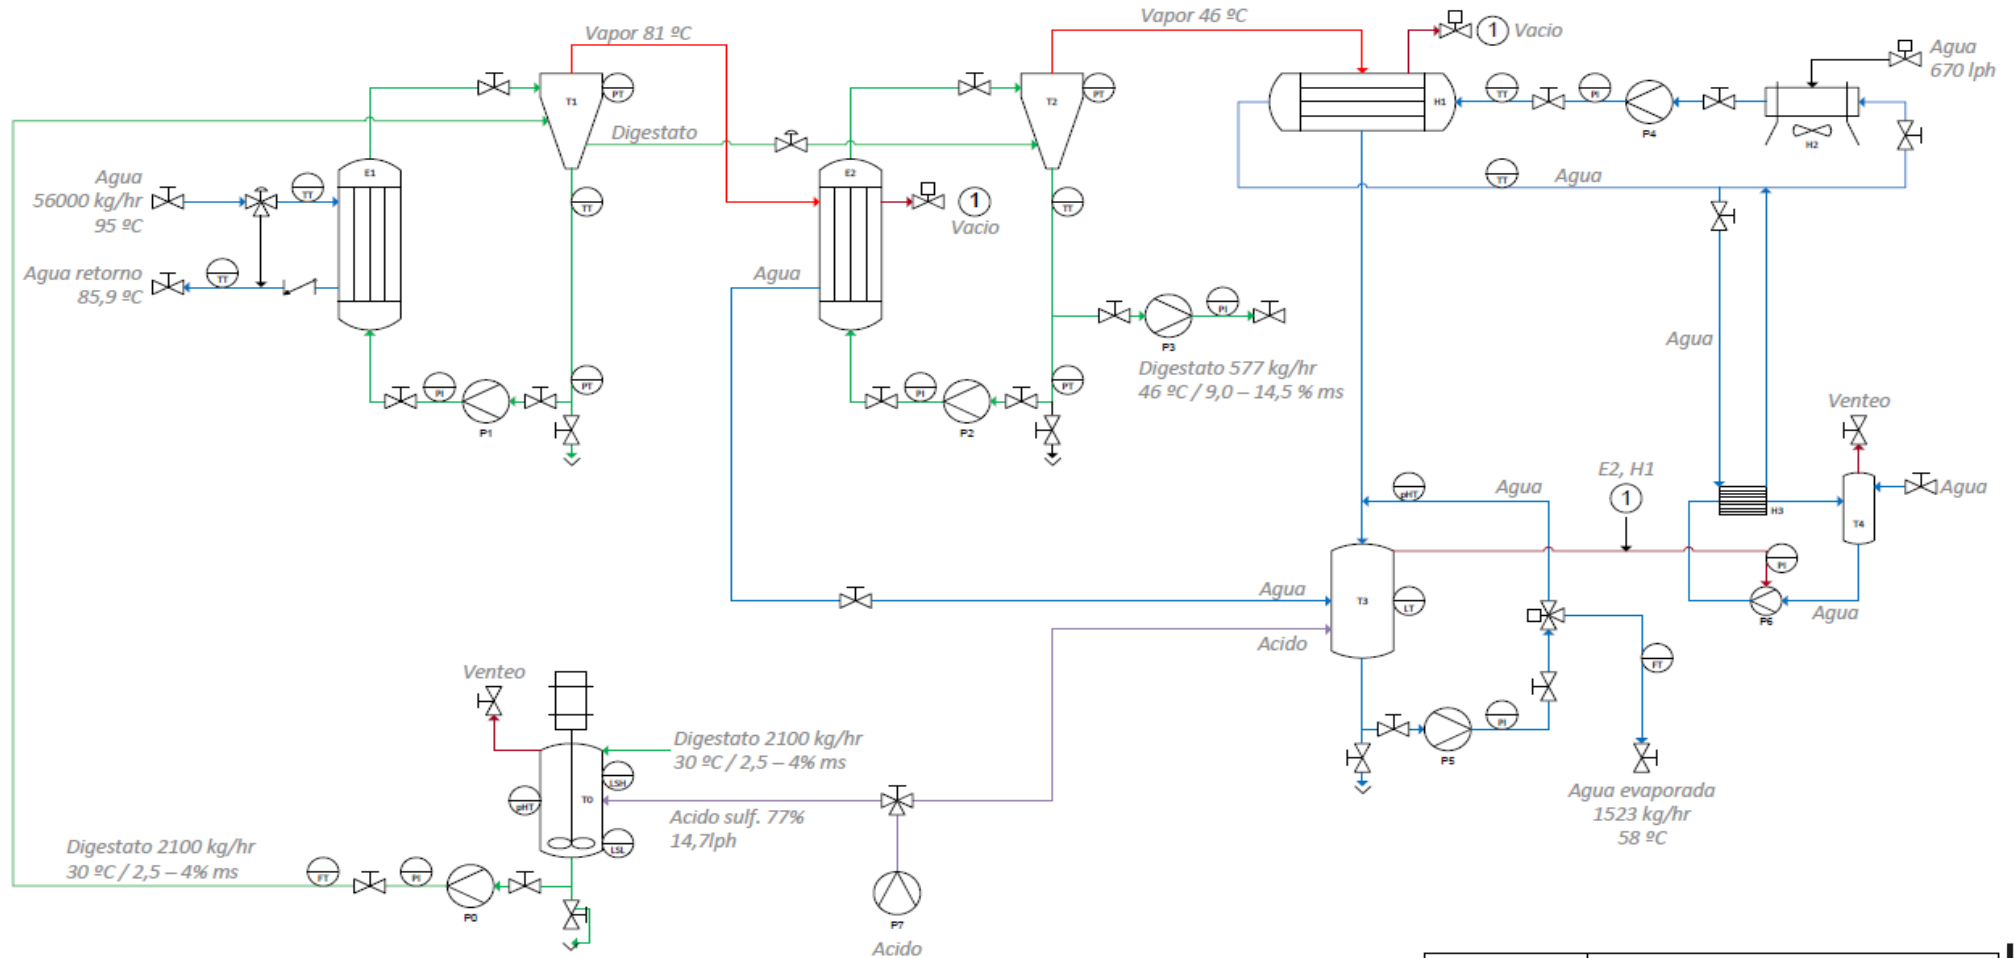 Vapor 81 ºC
Vapor 46 ºC
1
Vacio
Agua
670 lph
T1
PT
T2
PT
H1
TT
PI
P4
H2
Digestato
E1
E2
Agua
56000 kg/hr
95 ºC
TT
TT
1
Vacio
TT
TT
Agua
Agua retorno
85,9 ºC
TT
Agua
PI
P3
Digestato 577 kg/hr
46 ºC / 9,0 – 14,5 % ms
Agua
PI
P1
PT
PI
P2
PT
Venteo
E2, H1
1
pHT
Agua
H3
T4
Agua
PI
P6
Agua
Agua
T3
LT
Acido
FT
Venteo
Digestato 2100 kg/hr
30 ºC / 2,5 – 4% ms
LSH
pHT
T0
Acido sulf. 77%
14,7lph
LSL
PI
P5
Agua evaporada
1523 kg/hr
58 ºC
Digestato 2100 kg/hr
30 ºC / 2,5 – 4% ms
FT
PI
P0
P7
Acido